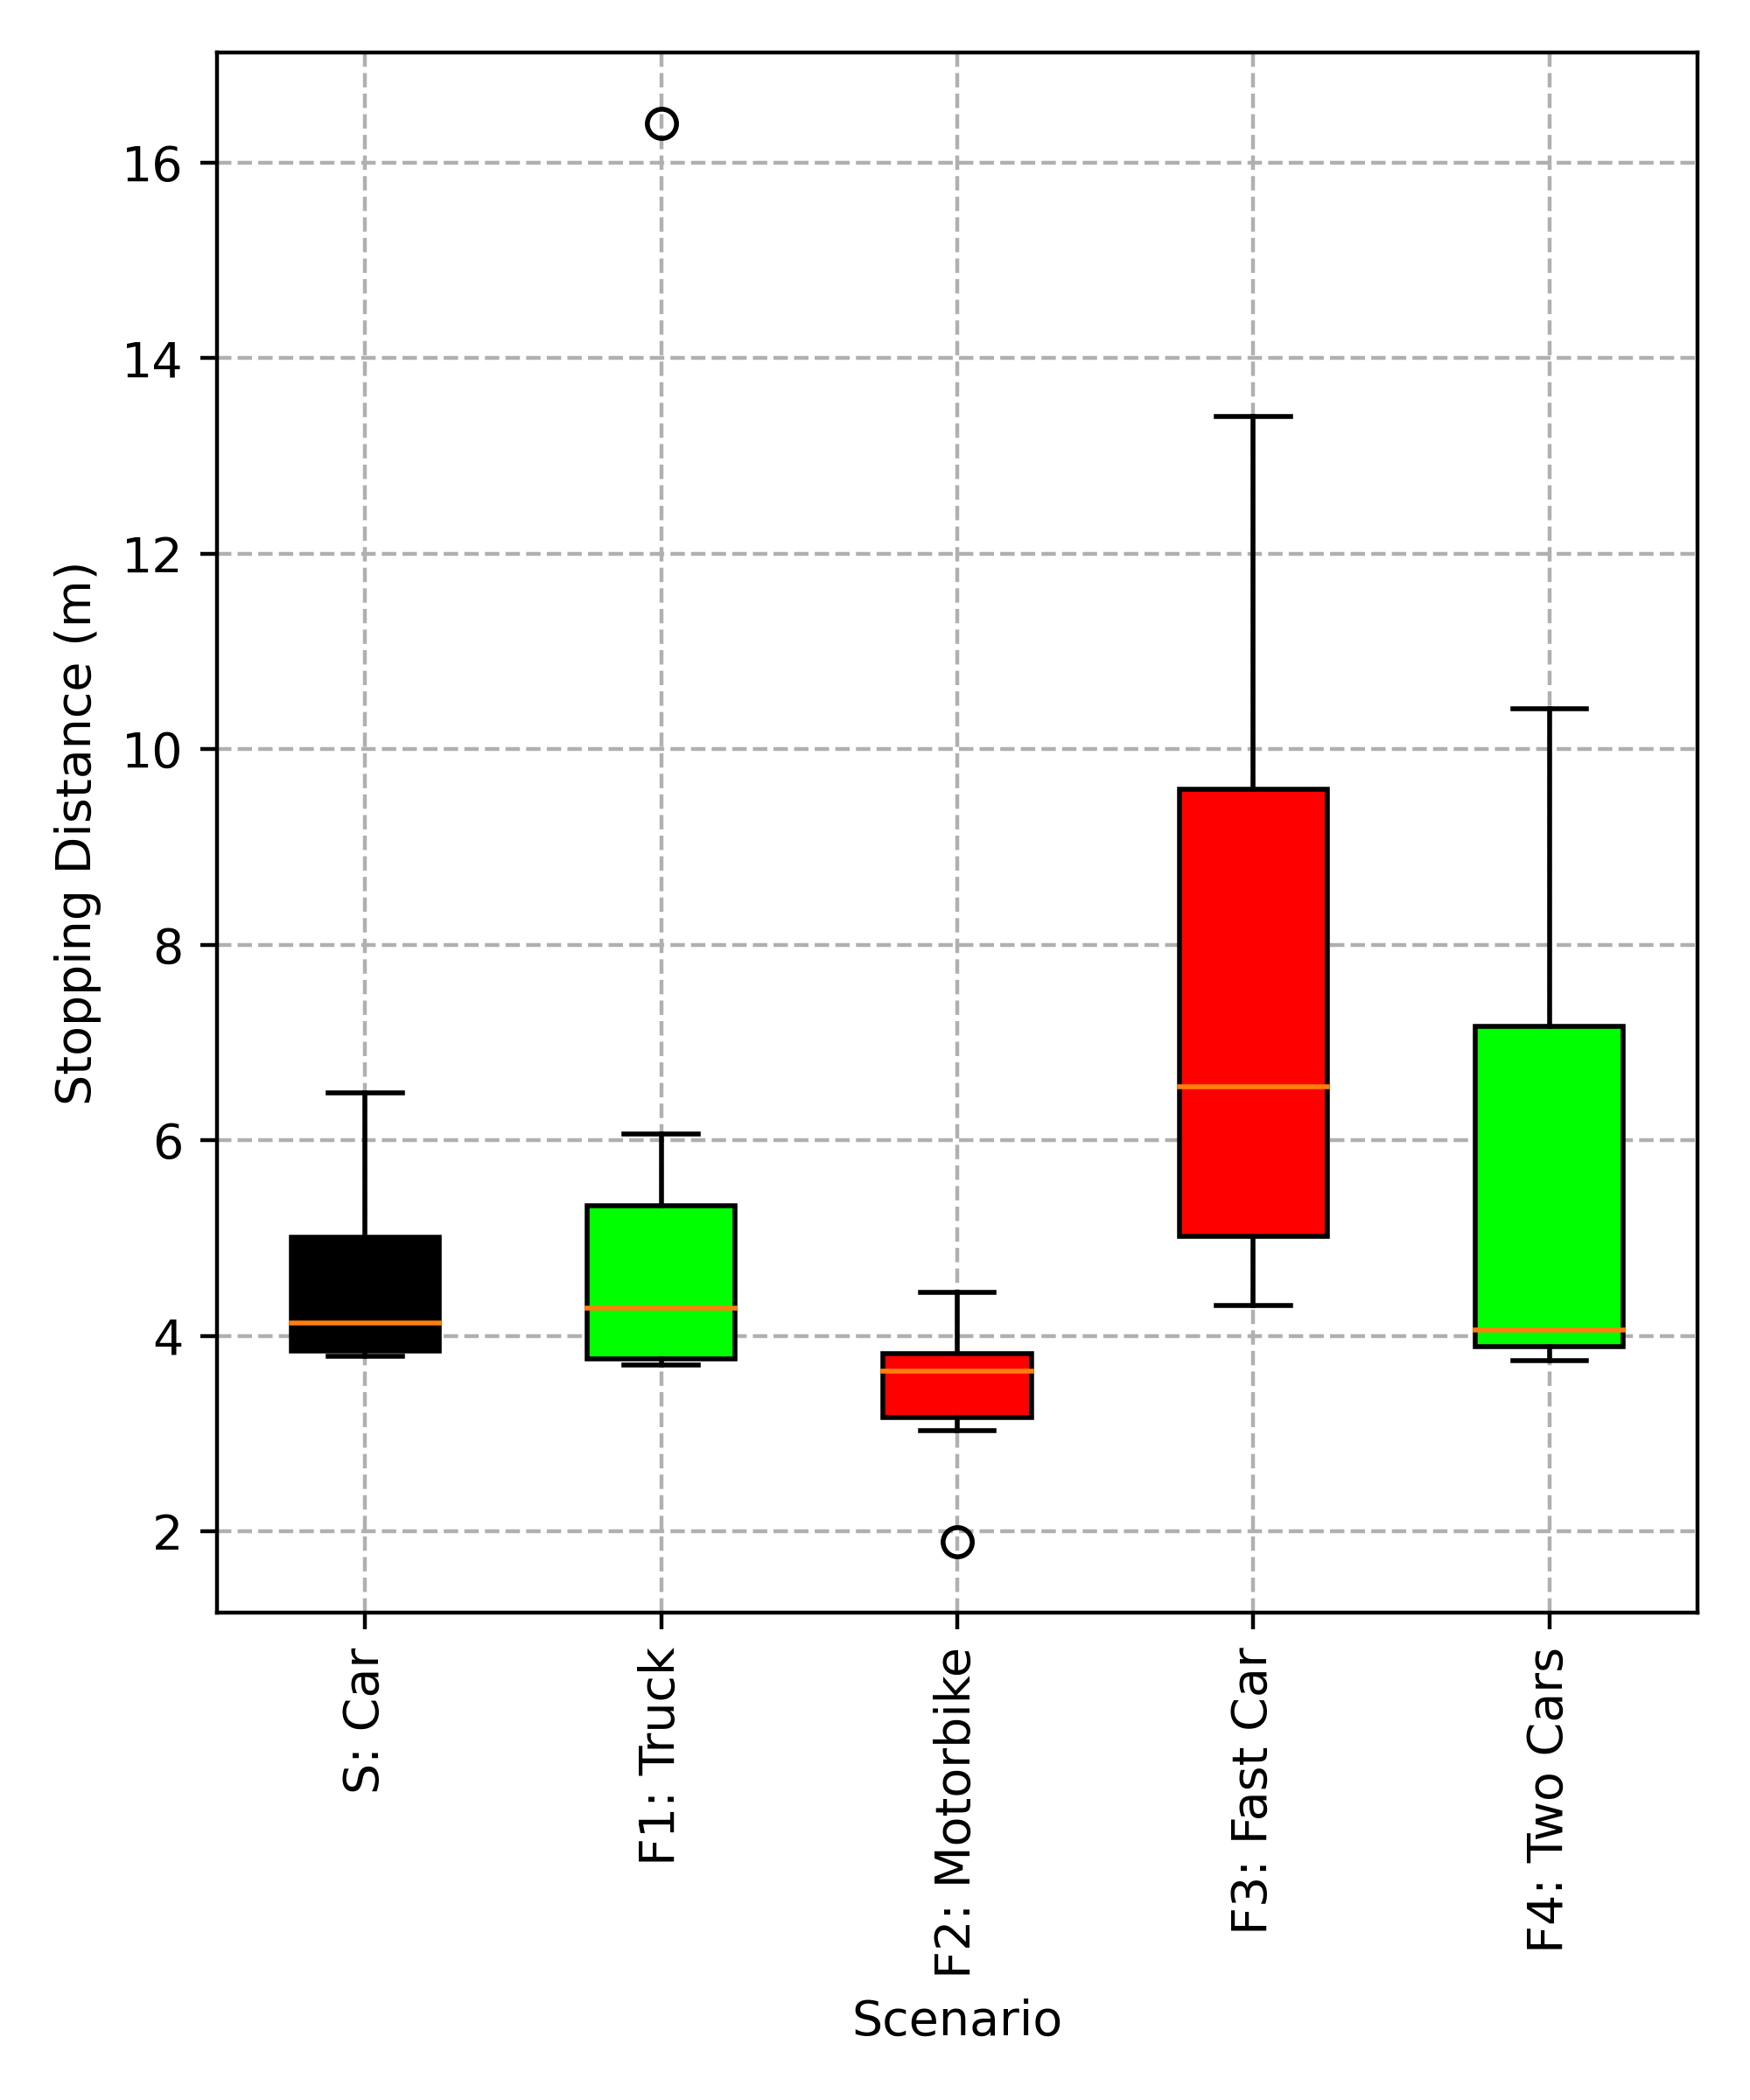 Stopping Distance (m)
16
14
12
10
8
6
4
2
S: Car
F1: Truck
F2: Motorbike
F3: Fast Car
F4: Two Cars
Scenario